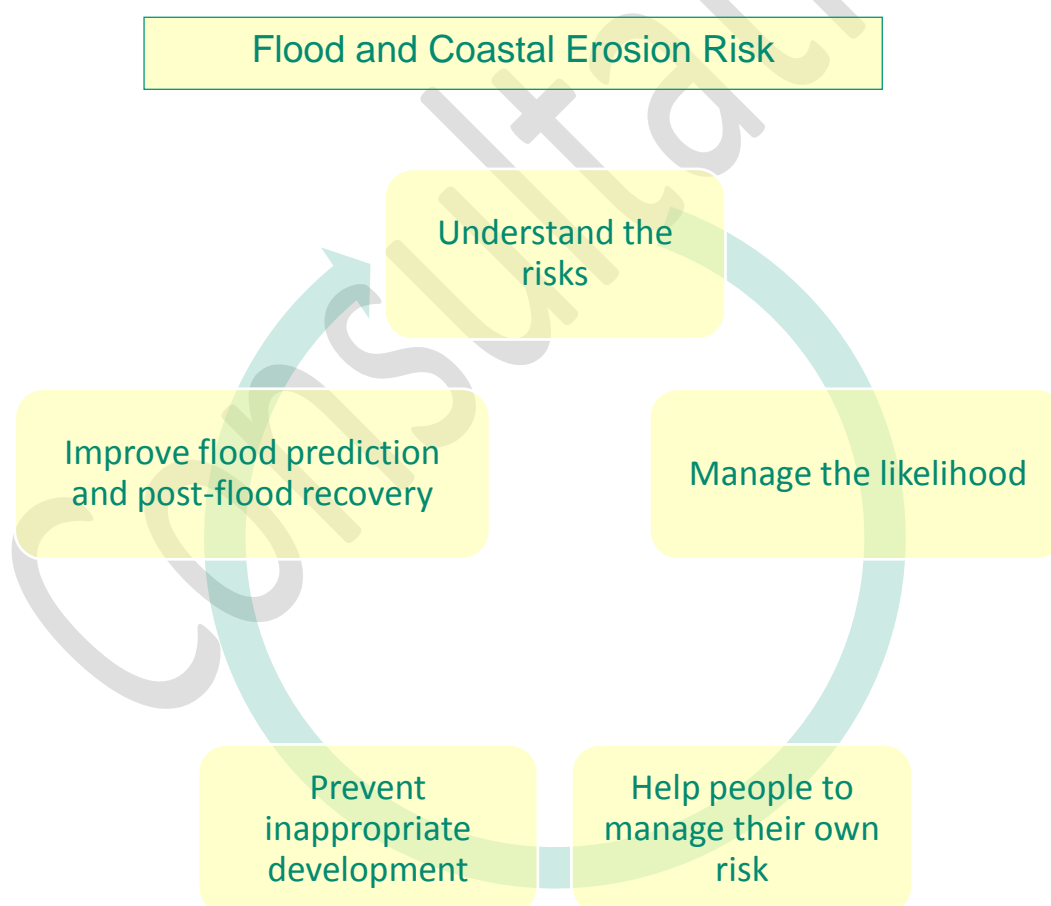 Flood and Coastal Erosion Risk
Understand the
risks
Manage the likelihood
Help people to
manage their own
risk
Prevent
inappropriate
development
Improve flood prediction
and post-flood recovery
Consulta